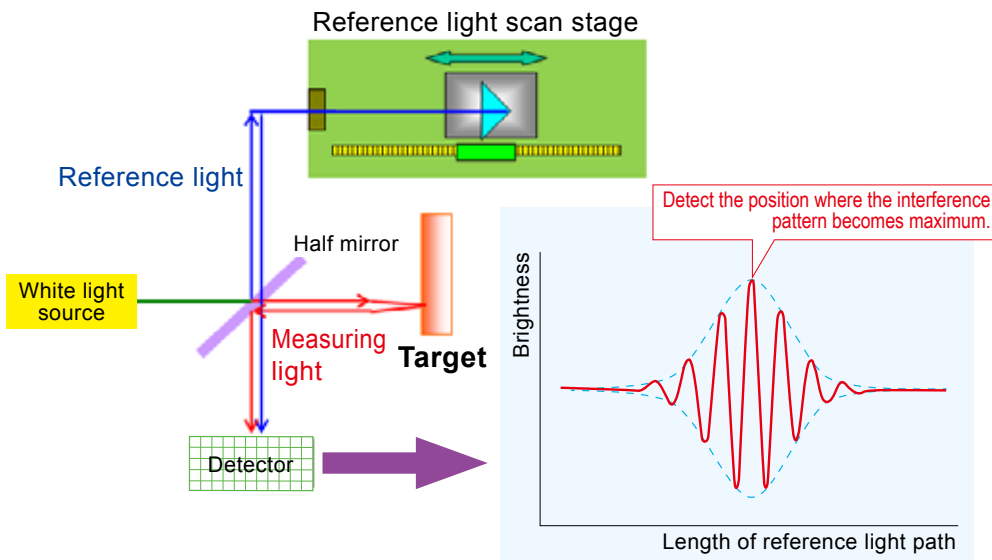 Reference light scan stage
Reference light
Detect the position where the interference
pattern becomes maximum.
Half mirror
White light
source
Measuring
light
Target
Brightness
Detector
Length of reference light path